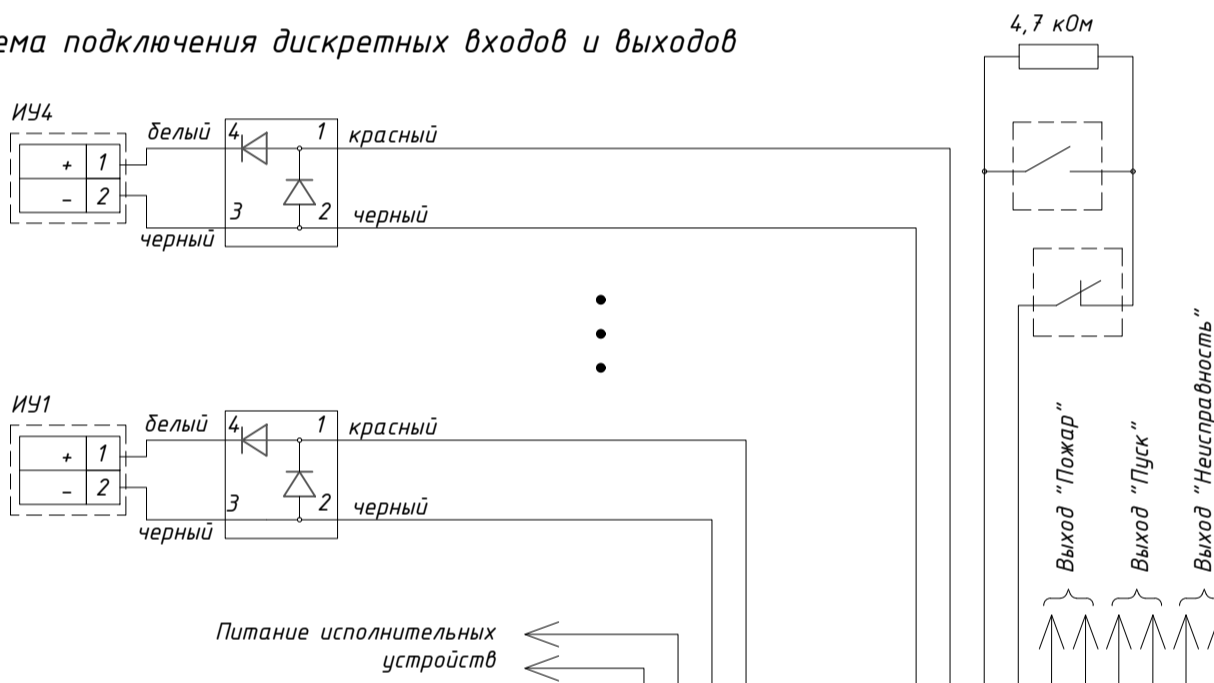 ема подключения дискретных входов и выходов
4,7 кОм
ИУ4
белый 4 1 красный
+ 1
- 2
3 2 черный
черный
ИУ1
белый 4 1 красный
+ 1
- 2
3 2 черный
черный
Выход "Пожар"
Выход "Пуск"
Выход "Неисправность"
Питание исполнительных
устройств